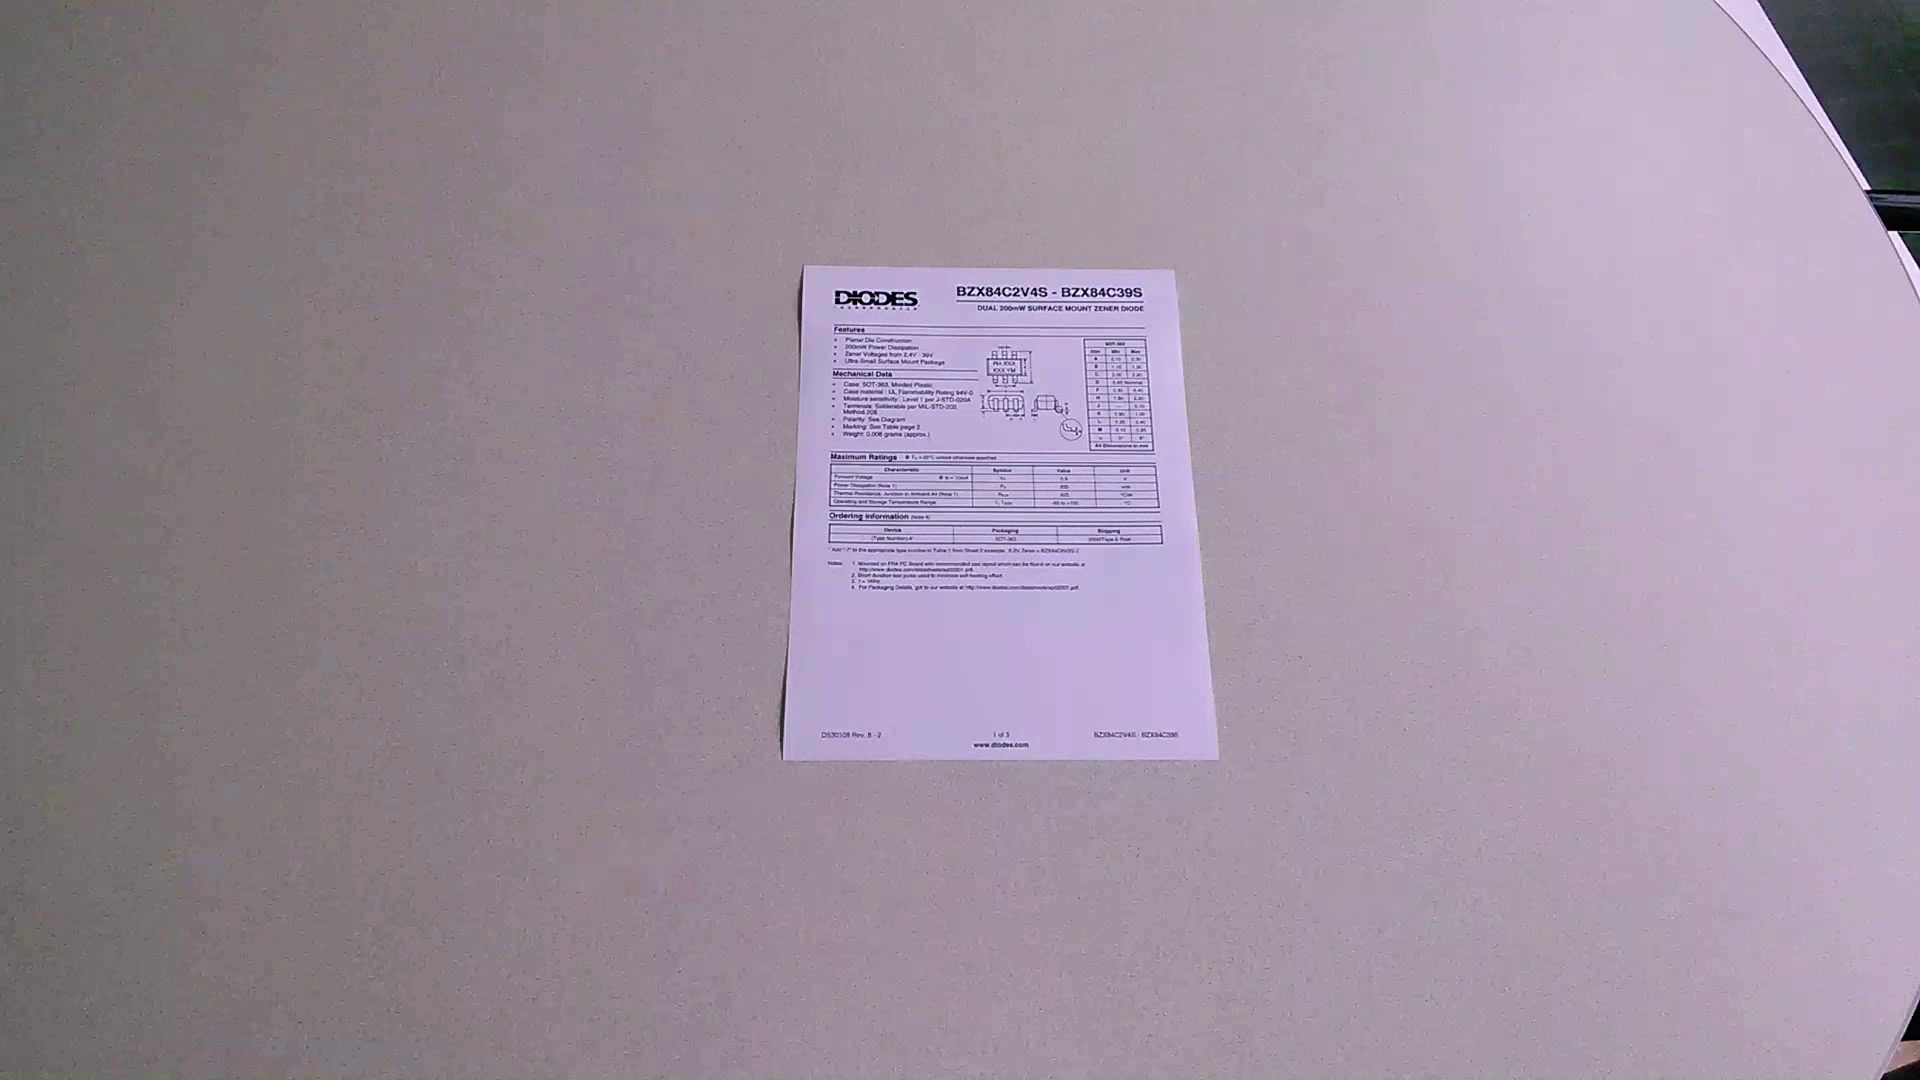 DIODES
INCORPORATED
BZX84C2V4S - BZX84C39S
DUAL 200mW SURFACE MOUNT ZENER DIODE
Features
Planar Die Construction
200mW Power Dissipation
Zener Voltages from 2.4V - 39V
Ultra-Small Surface Mount Package
Mechanical Data
Case: SOT-363, Molded Plastic
Case material - UL Flammability Rating 94V-0
Moisture sensitivity: Level 1 per J-STD-020A
Terminals: Solderable per MIL-STD-202,
Method 208
Polarity: See Diagram
Marking: See Table page 2
Weight: 0.006 grams (approx.)
SOT-363
Dim Min Max
A 0.10 0.30
B 1.15 1.35
C 2.00 2.20
D 0.65 Nominal
F 0.30 0.40
H 1.80 2.20
J
K 0.90 1.00
L 0.25 0.40
M 0.10 0.25
All Dimensions in mm
Maximum Ratings @ TA = 25°C unless otherwise specified
Characteristic Symbol Value Unit
Forward Voltage @ IF = 10mA VF 0.9 V
Power Dissipation (Note 1) Pd 200 mW
Thermal Resistance, Junction to Ambient Air (Note 1) 625 °C/W
Operating and Storage Temperature Range -65 to +150 °C
Ordering Information (Note 4)
Device Packaging Shipping
(Type Number)-7* SOT-363 3000/Tape & Reel
* Add "-7" to the appropriate type number in Table 1 from Sheet 2 example: 6.2V Zener = BZX84C6V2S-7.
Notes: 1. Mounted on FR4 PC Board with recommended pad layout which can be found on our website at
http://www.diodes.com/datasheets/ap02001.pdf.
2. Short duration test pulse used to minimize self-heating effect.
3. f = 1KHz.
4. For Packaging Details, go to our website at http://www.diodes.com/datasheets/ap02007.pdf.
DS30108 Rev. 8 - 2
1 of 3
www.diodes.com
BZX84C2V4S - BZX84C39S